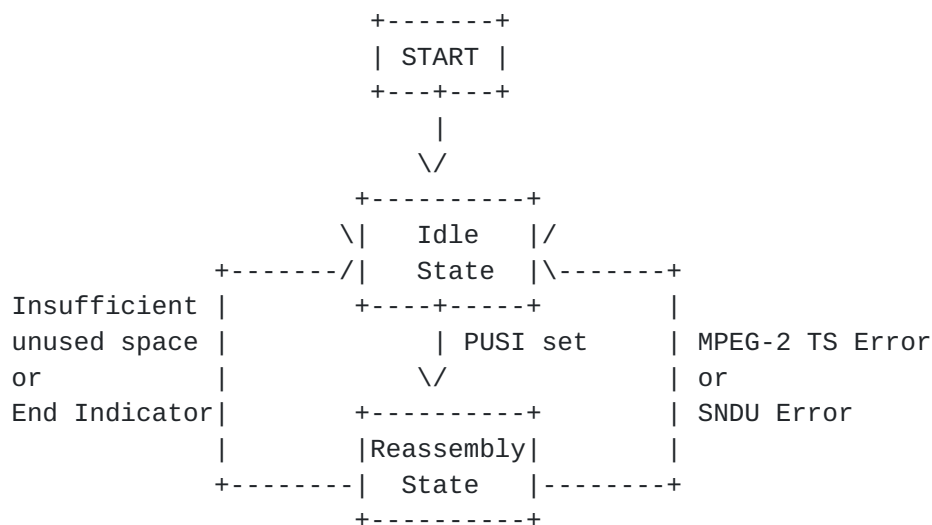 START
Idle
State
Insufficient
unused space
or
End Indicator
PUSI set
MPEG-2 TS Error
or
SNDU Error
Reassembly
State